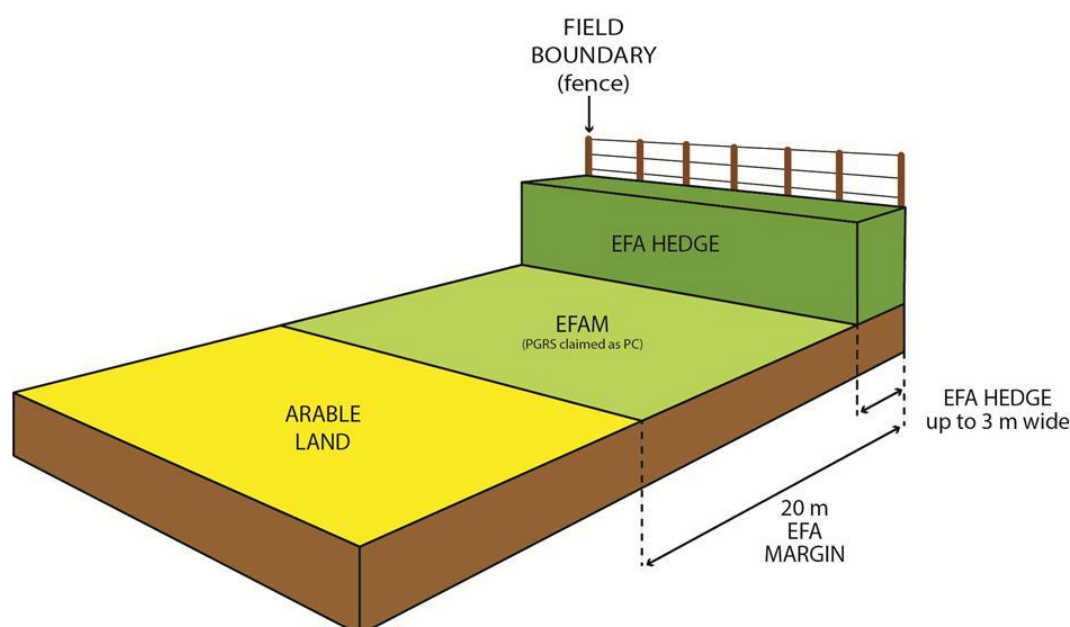 FIELD
BOUNDARY
(fence)
EFA HEDGE
EFAM
(PGRS claimed as PC)
ARABLE
LAND
EFA HEDGE
up to 3 m wide
20 m
EFA
MARGIN